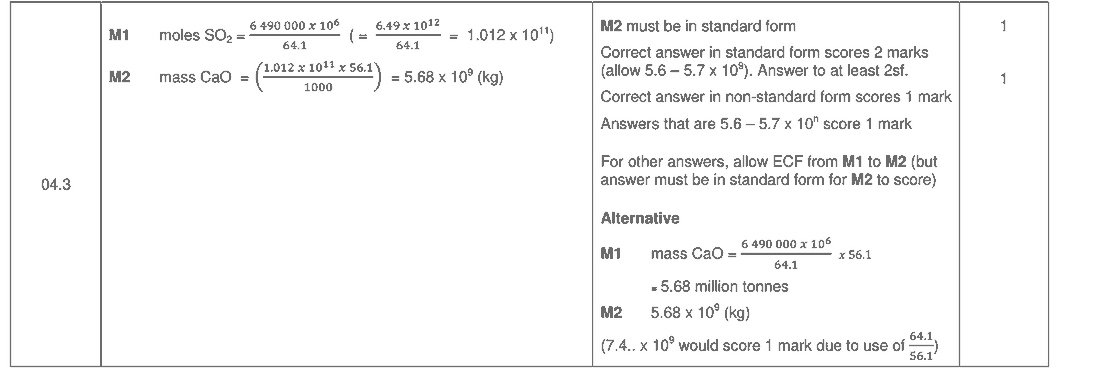 04.3
M1 moles SO₂ = 6 490 000 x 10⁶ / 64.1 ( = 6.49 x 10¹² / 64.1 = 1.012 x 10¹¹)
M2 mass CaO = (1.012 x 10¹¹ x 56.1 / 1000) = 5.68 x 10⁹ (kg)
M2 must be in standard form
Correct answer in standard form scores 2 marks
(allow 5.6 – 5.7 x 10⁹). Answer to at least 2sf.
Correct answer in non-standard form scores 1 mark
Answers that are 5.6 – 5.7 x 10ⁿ score 1 mark
For other answers, allow ECF from M1 to M2 (but
answer must be in standard form for M2 to score)
Alternative
M1 mass CaO = 6 490 000 x 10⁶ / 64.1 x 56.1
= 5.68 million tonnes
M2 5.68 x 10⁹ (kg)
(7.4.. x 10⁹ would score 1 mark due to use of 64.1 / 56.1)
1
1